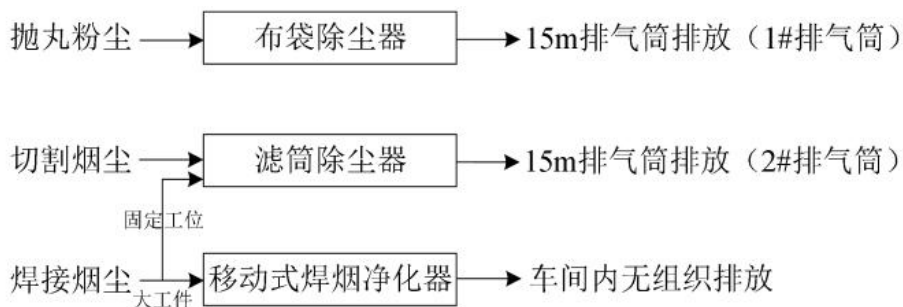 抛丸粉尘 布袋除尘器 15m排气筒排放（1#排气筒）
切割烟尘 滤筒除尘器 15m排气筒排放（2#排气筒）
固定工位
焊接烟尘 大工件 移动式焊烟净化器 车间内无组织排放